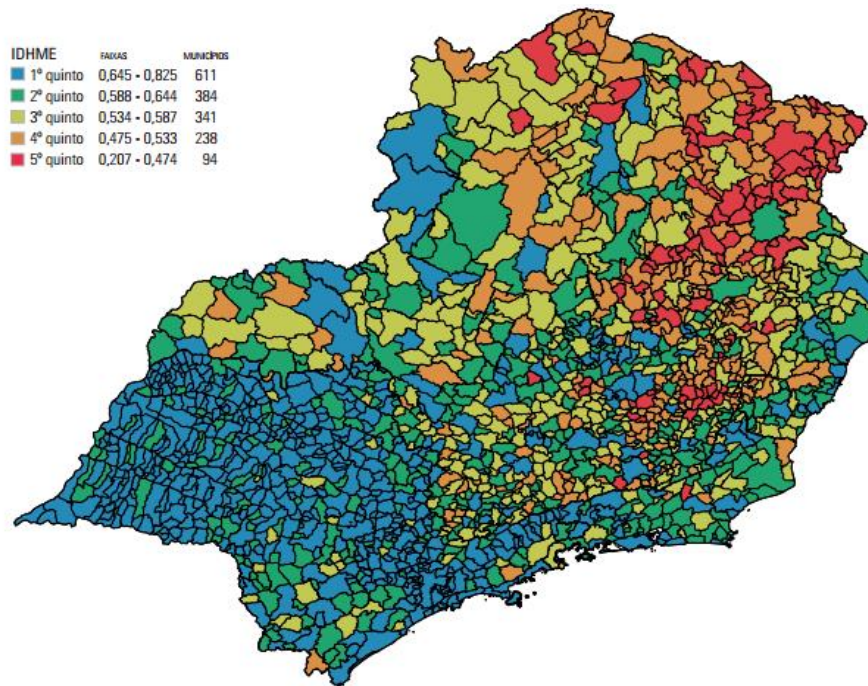 IDHME FAIXAS MUNICÍPIOS
1º quinto 0,645 - 0,825 611
2º quinto 0,588 - 0,644 384
3º quinto 0,534 - 0,587 341
4º quinto 0,475 - 0,533 238
5º quinto 0,207 - 0,474 94